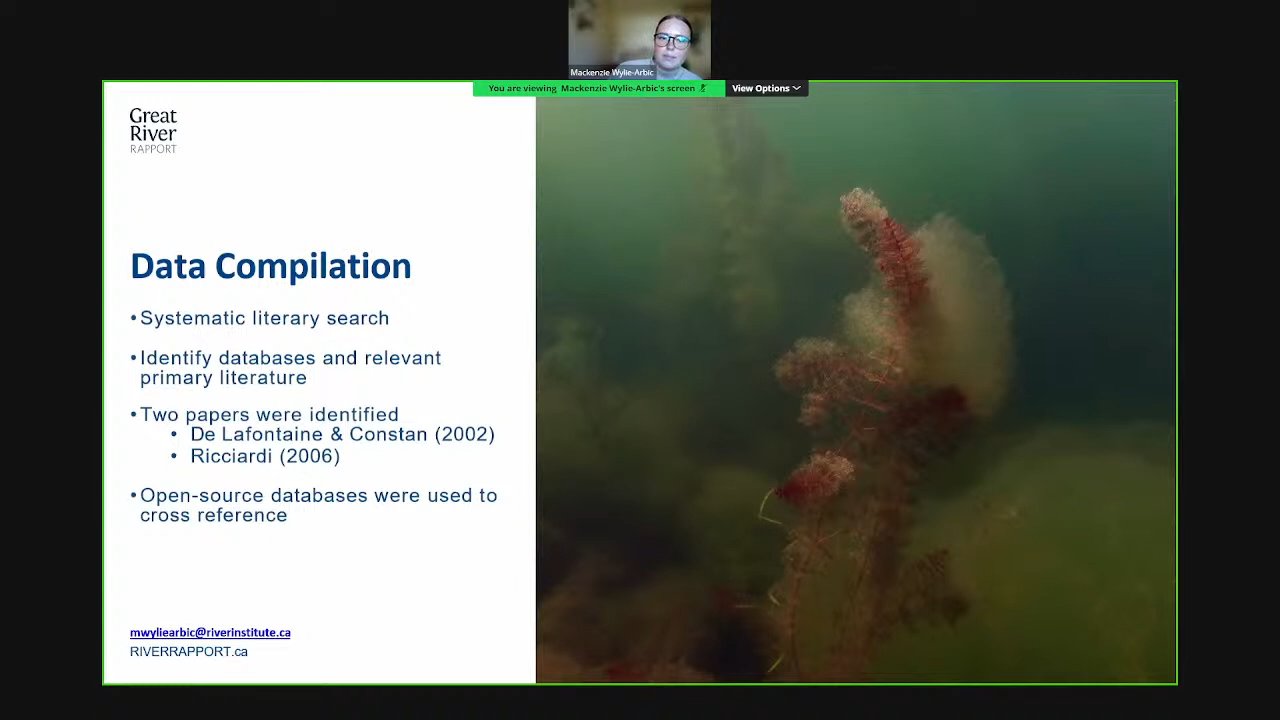 Mackenzie Wylie-Arbic
You are viewing Mackenzie Wylie-Arbic's screen
View Options
Great
River
RAPPORT
Data Compilation
•Systematic literary search
•Identify databases and relevant
primary literature
•Two papers were identified
• De Lafontaine & Constan (2002)
• Ricciardi (2006)
•Open-source databases were used to
cross reference
mwyliearbic@riverinstitute.ca
RIVERRAPPORT.ca